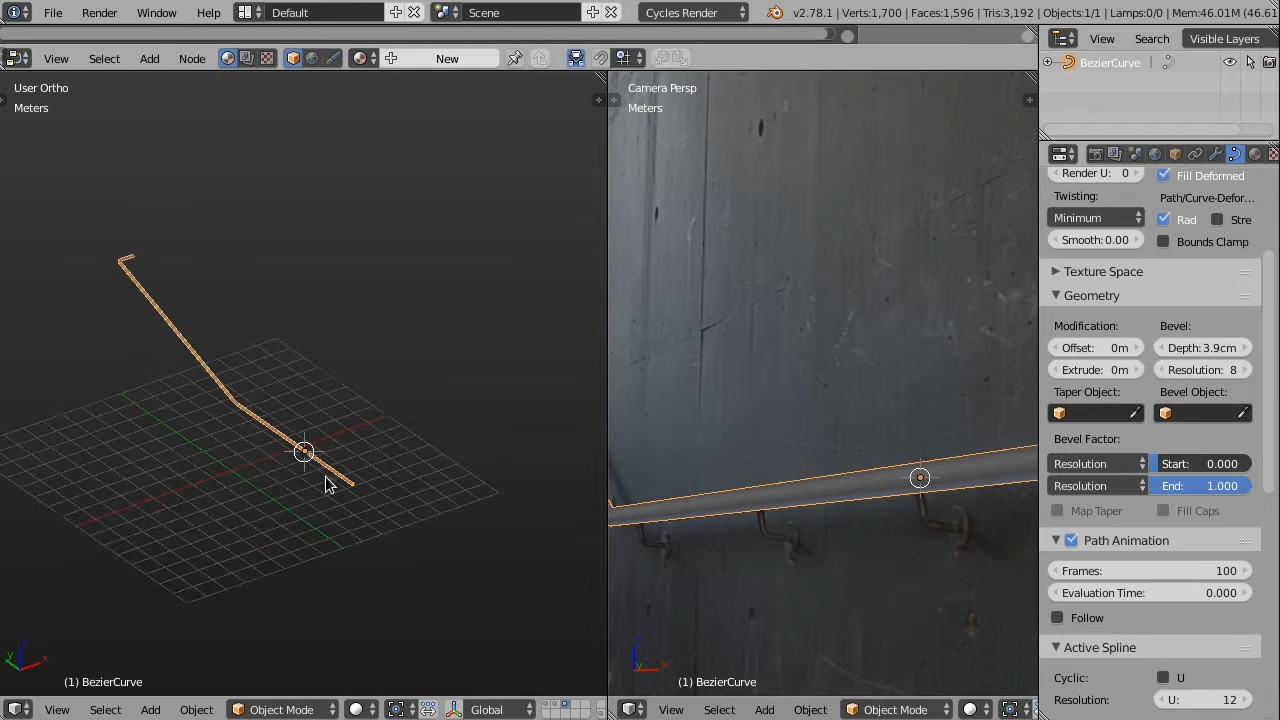 File Render Window Help Default Scene Cycles Render v2.78.1 | Verts:1,700 | Faces:1,596 | Tris:3,192 | Objects:1/1 | Lamps:0/0 | Mem:46.01M (46.61
View Select Add Node New View Search Visible Layers
BezierCurve
User Ortho
Meters
Camera Persp
Meters
Render U: 0 Fill Deformed
Twisting: Path/Curve-Defor...
Minimum Rad Stre
Smooth: 0.00 Bounds Clamp
Texture Space
Geometry
Modification: Bevel:
Offset: 0m Depth: 3.9cm
Extrude: 0m Resolution: 8
Taper Object: Bevel Object:
Bevel Factor:
Resolution Start: 0.000
Resolution End: 1.000
Map Taper Fill Caps
Path Animation
Frames: 100
Evaluation Time: 0.000
Follow
Active Spline
Cyclic: U
Resolution: U: 12
z
y
x
(1) BezierCurve
z
y
x
(1) BezierCurve
View Select Add Object Object Mode Global
View Select Add Object Object Mode